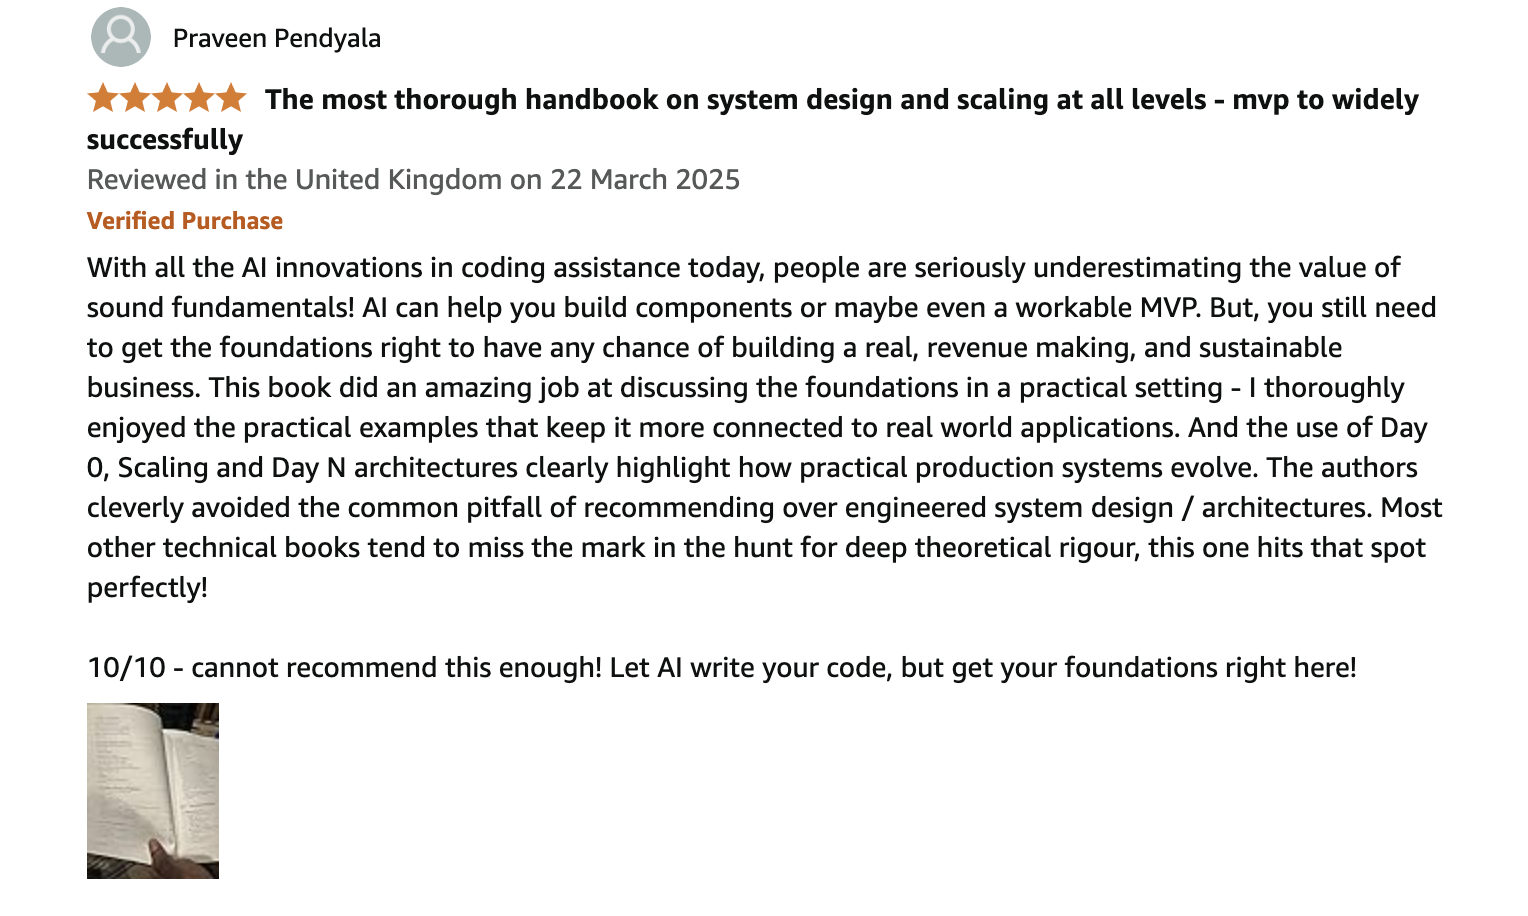 Praveen Pendyala
The most thorough handbook on system design and scaling at all levels - mvp to widely
successfully
Reviewed in the United Kingdom on 22 March 2025
Verified Purchase
With all the AI innovations in coding assistance today, people are seriously underestimating the value of
sound fundamentals! AI can help you build components or maybe even a workable MVP. But, you still need
to get the foundations right to have any chance of building a real, revenue making, and sustainable
business. This book did an amazing job at discussing the foundations in a practical setting - I thoroughly
enjoyed the practical examples that keep it more connected to real world applications. And the use of Day
0, Scaling and Day N architectures clearly highlight how practical production systems evolve. The authors
cleverly avoided the common pitfall of recommending over engineered system design / architectures. Most
other technical books tend to miss the mark in the hunt for deep theoretical rigour, this one hits that spot
perfectly!
10/10 - cannot recommend this enough! Let AI write your code, but get your foundations right here!